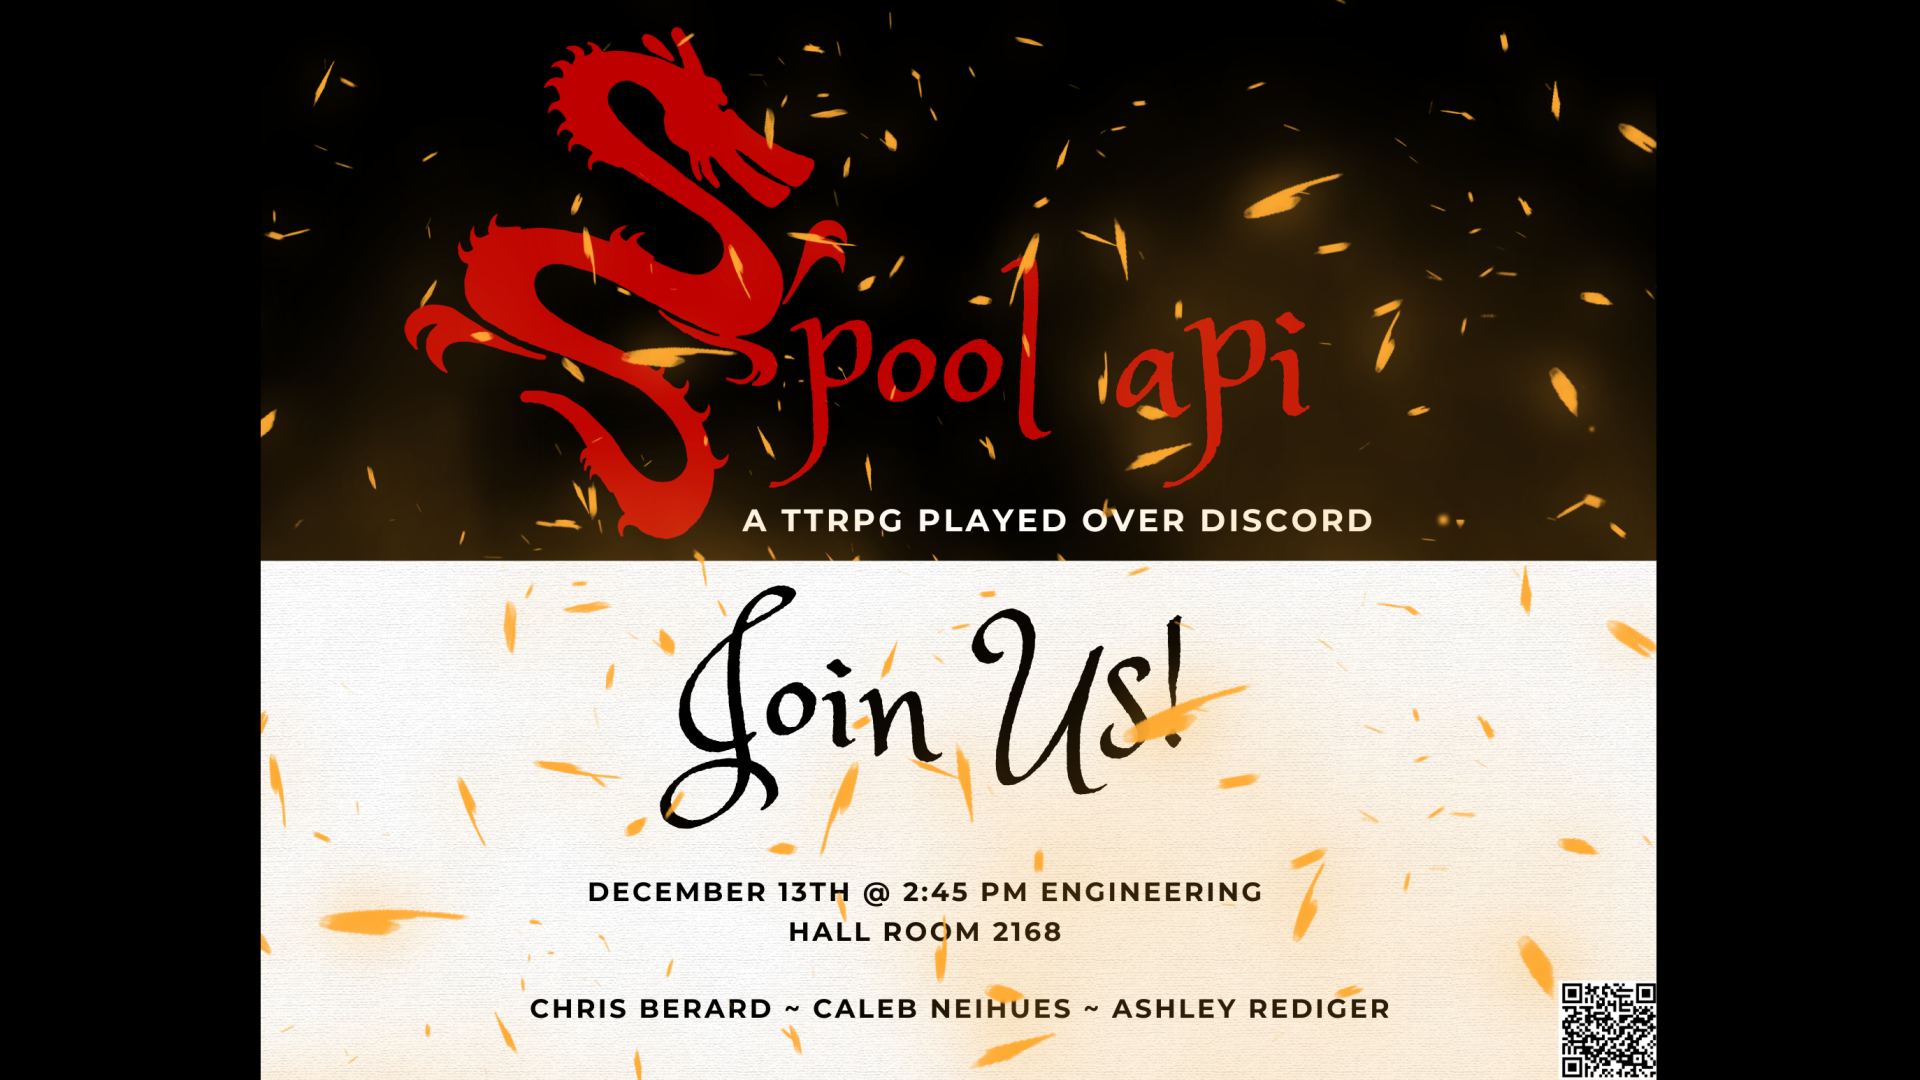 Spool api
A TTRPG PLAYED OVER DISCORD
Join Us!
DECEMBER 13TH @ 2:45 PM ENGINEERING
HALL ROOM 2168
CHRIS BERARD ~ CALEB NEIHUES ~ ASHLEY REDIGER